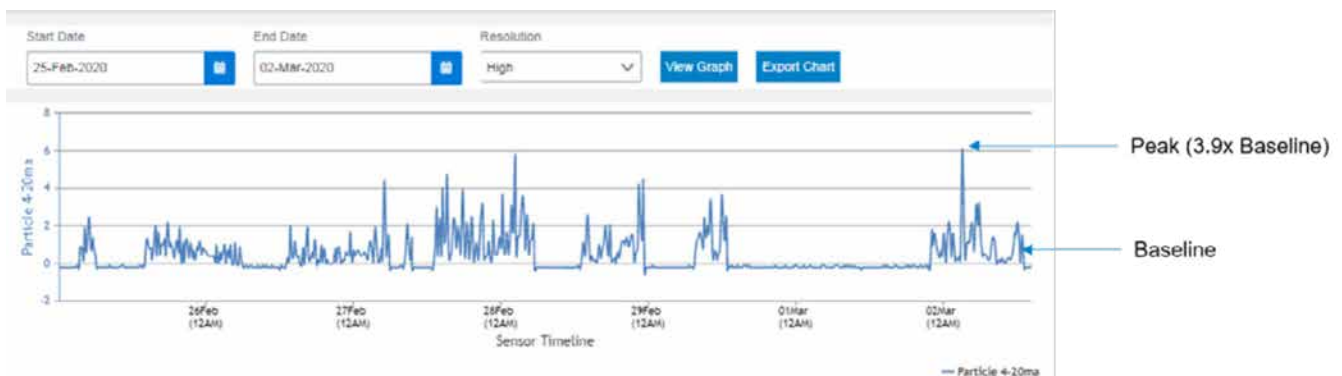 Start Date End Date Resolution
25-Feb-2020 02-Mar-2020 High View Graph Export Chart
8
6
4
2
0
-2
Particle 4-20ma
Peak (3.9x Baseline)
Baseline
26Feb 27Feb 28Feb 29Feb 01Mar 02Mar
(12AM) (12AM) (12AM) (12AM) (12AM) (12AM)
Sensor Timeline
Particle 4-20ma